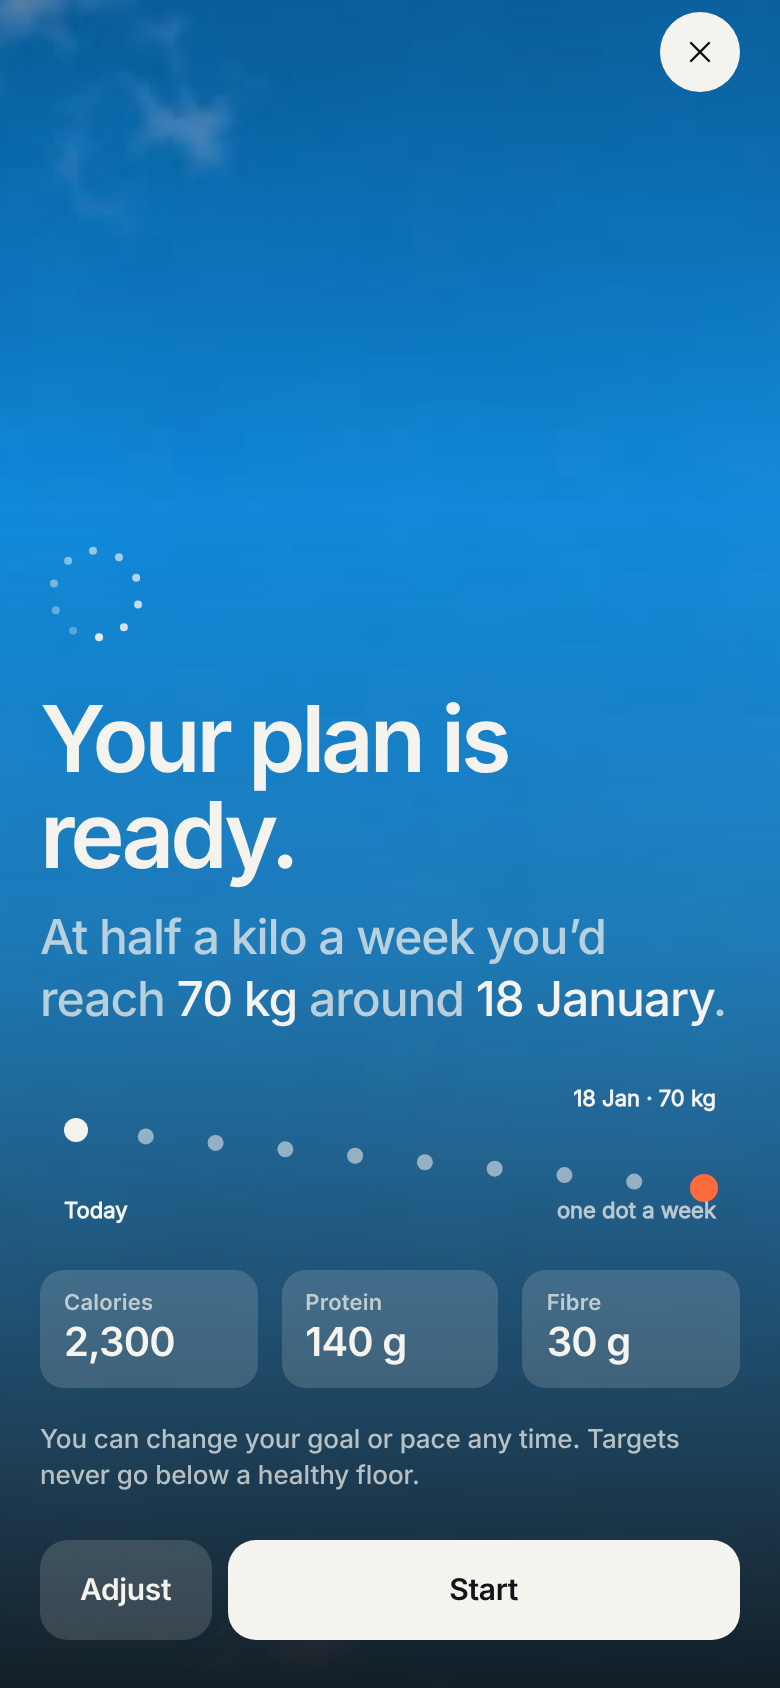 Your plan is
ready.
At half a kilo a week you’d
reach 70 kg around 18 January.
18 Jan · 70 kg
Today
one dot a week
Calories
2,300
Protein
140 g
Fibre
30 g
You can change your goal or pace any time. Targets
never go below a healthy floor.
Adjust
Start